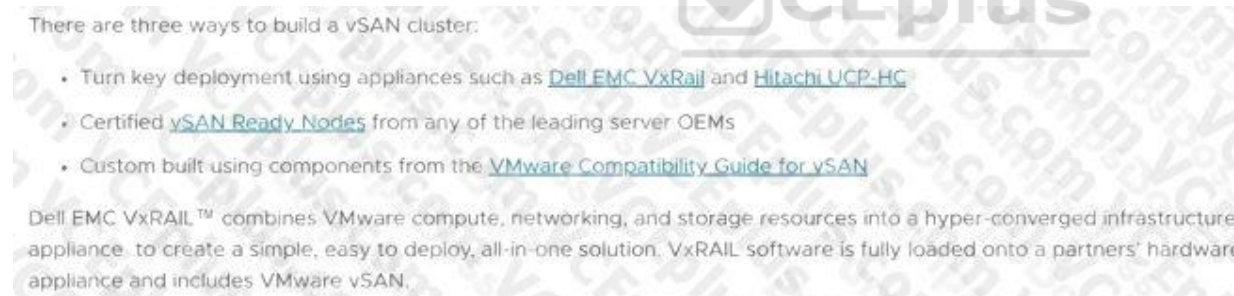 CEplus
There are three ways to build a vSAN cluster:
• Turn key deployment using appliances such as Dell EMC VxRail and Hitachi UCP-HC
• Certified vSAN Ready Nodes from any of the leading server OEMs
• Custom built using components from the VMware Compatibility Guide for vSAN
Dell EMC VxRAIL™ combines VMware compute, networking, and storage resources into a hyper-converged infrastructure
appliance to create a simple, easy to deploy, all-in-one solution. VxRAIL software is fully loaded onto a partners' hardware
appliance and includes VMware vSAN.